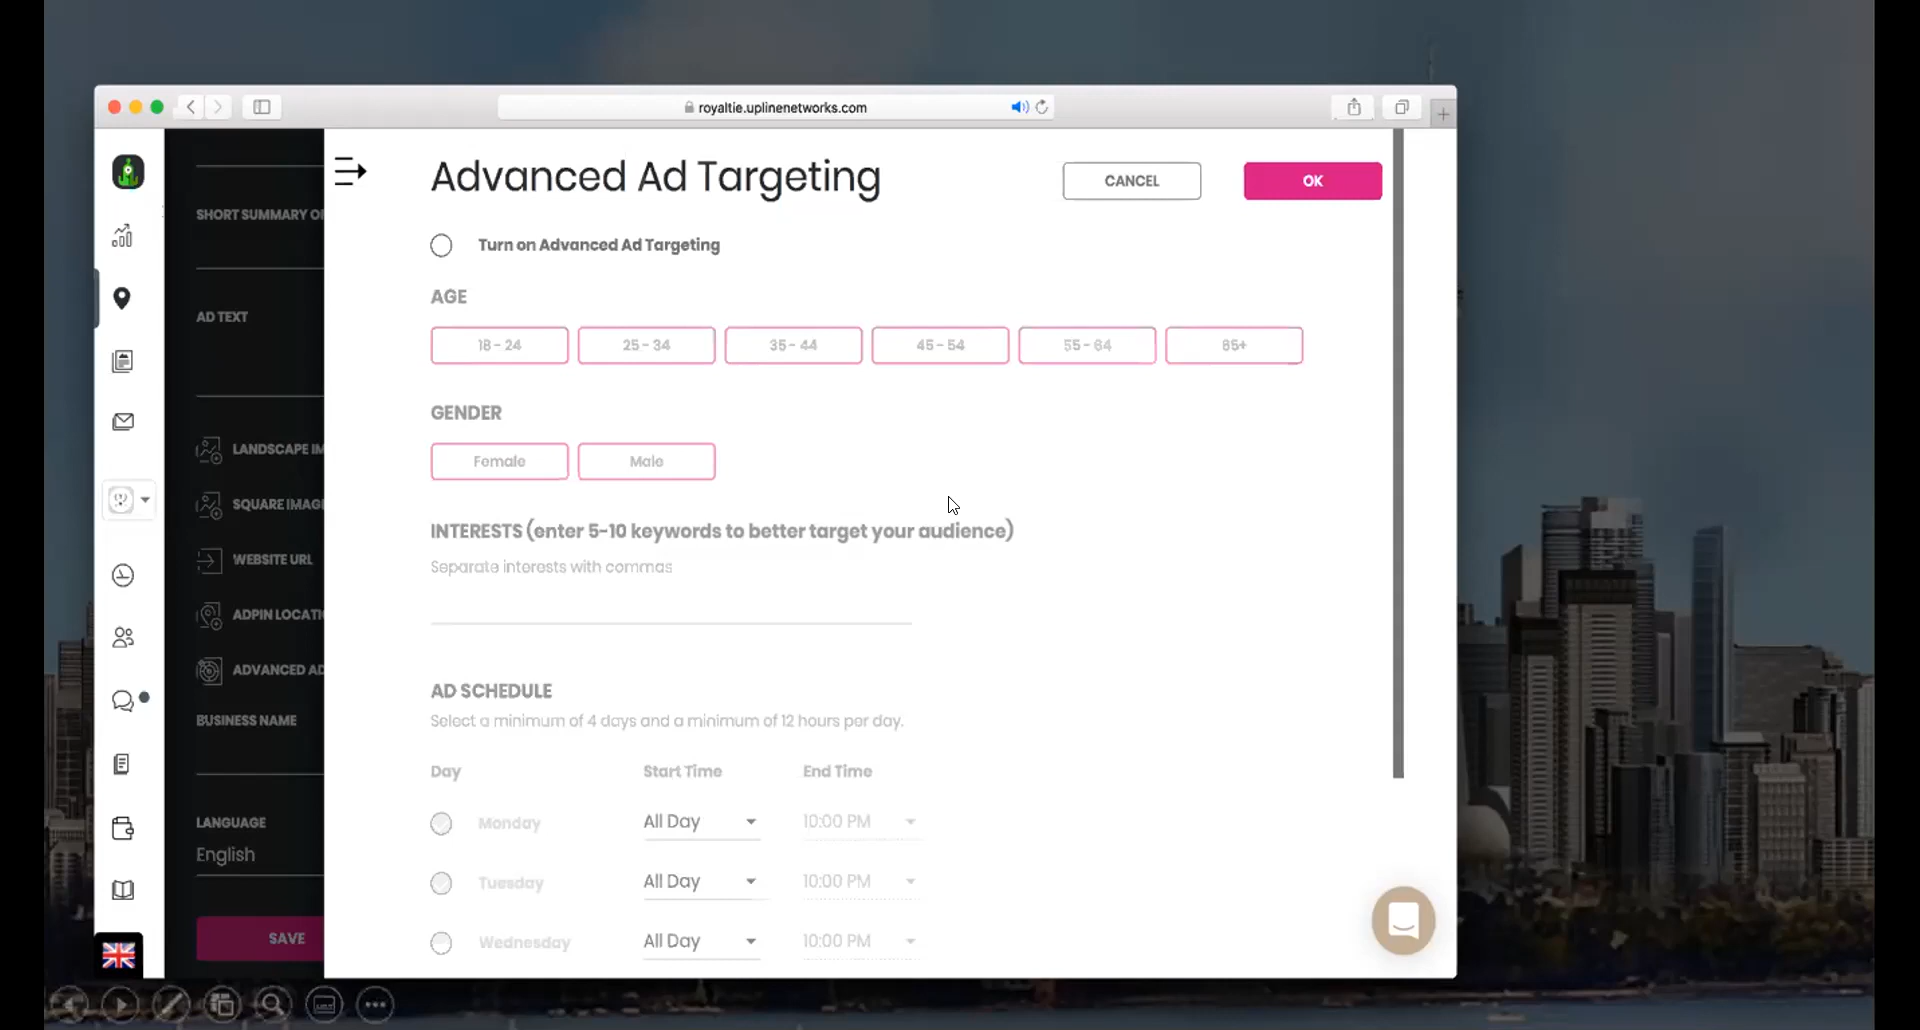 royaltie.uplinenetworks.com
Advanced Ad Targeting
CANCEL
OK
Turn on Advanced Ad Targeting
AGE
18 - 24
25 - 34
35 - 44
45 - 54
55 - 64
65+
GENDER
Female
Male
INTERESTS (enter 5-10 keywords to better target your audience)
Separate interests with commas
AD SCHEDULE
Select a minimum of 4 days and a minimum of 12 hours per day.
Day Start Time End Time
Monday All Day 10:00 PM
Tuesday All Day 10:00 PM
Wednesday All Day 10:00 PM
SHORT SUMMARY
AD TEXT
LANDSCAPE
SQUARE
WEBSITE URL
ADPIN
ADVANCED AD
BUSINESS NAME
LANGUAGE
English
SAVE